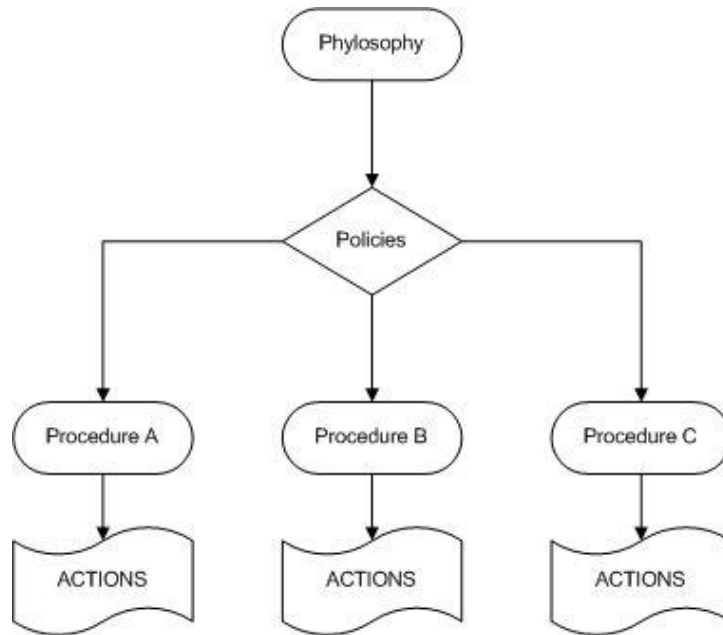 Phylosophy
Policies
Procedure A
Procedure B
Procedure C
ACTIONS
ACTIONS
ACTIONS